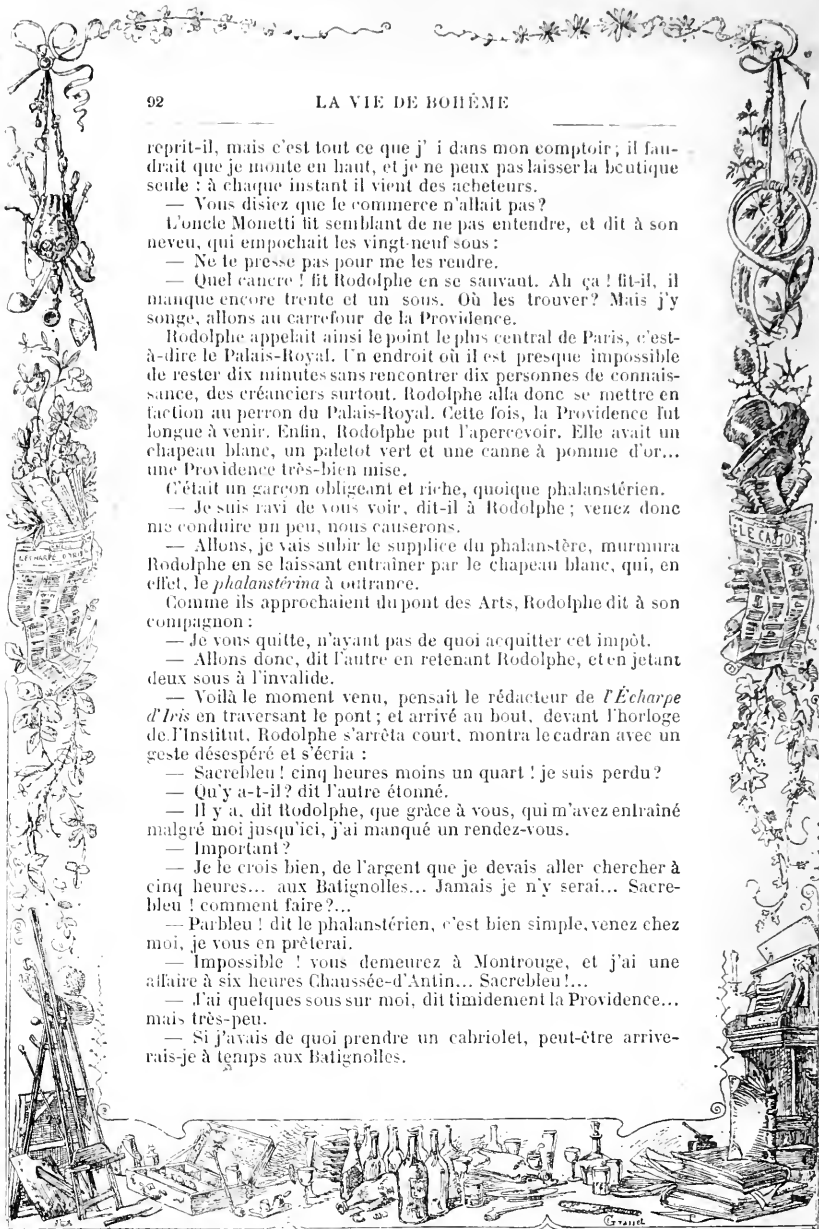 92 LA VIE DE BOHÊME
reprit-il, mais c'est tout ce que j' i dans mon comptoir ; il fau-
drait que je monte en haut, et je ne peux pas laisser la boutique
seule : à chaque instant il vient des acheteurs.
— Vous disiez que le commerce n'allait pas ?
L'oncle Monetti fit semblant de ne pas entendre, et dit à son
neveu, qui empochait les vingt-neuf sous :
— Ne te presse pas pour me les rendre.
— Quel cancre ! fit Rodolphe en se sauvant. Ah ça ! fit-il, il
manque encore trente et un sous. Où les trouver? Mais j'y
songe, allons au carrefour de la Providence.
Rodolphe appelait ainsi le point le plus central de Paris, c'est-
à-dire le Palais-Royal. Un endroit où il est presque impossible
de rester dix minutes sans rencontrer dix personnes de connais-
sance, des créanciers surtout. Rodolphe alla donc se mettre en
faction au perron du Palais-Royal. Cette fois, la Providence fut
longue à venir. Enfin, Rodolphe put l'apercevoir. Elle avait un
chapeau blanc, un paletot vert et une canne à pomme d'or...
une Providence très-bien mise.
C'était un garçon obligeant et riche, quoique phalanstérien.
— Je suis ravi de vous voir, dit-il à Rodolphe ; venez donc
me conduire un peu, nous causerons.
— Allons, je vais subir le supplice du phalanstère, murmura
Rodolphe en se laissant entraîner par le chapeau blanc, qui, en
effet, le phalanstérina à outrance.
Comme ils approchaient du pont des Arts, Rodolphe dit à son
compagnon :
— Je vous quitte, n'ayant pas de quoi acquitter cet impôt.
— Allons donc, dit l'autre en retenant Rodolphe, et en jetant
deux sous à l'invalide.
— Voilà le moment venu, pensait le rédacteur de l'Écharpe
d'Iris en traversant le pont ; et arrivé au bout, devant l'horloge
de l'Institut, Rodolphe s'arrêta court, montra le cadran avec un
geste désespéré et s'écria :
— Sacrebleu ! cinq heures moins un quart ! je suis perdu ?
— Qu'y a-t-il ? dit l'autre étonné.
— Il y a, dit Rodolphe, que grâce à vous, qui m'avez entraîné
malgré moi jusqu'ici, j'ai manqué un rendez-vous.
— Important ?
— Je le crois bien, de l'argent que je devais aller chercher à
cinq heures... aux Batignolles... Jamais je n'y serai... Sacre-
bleu ! comment faire ?...
— Parbleu ! dit le phalanstérien, c'est bien simple, venez chez
moi, je vous en prêterai.
— Impossible ! vous demeurez à Montrouge, et j'ai une
affaire à six heures Chaussée-d'Antin... Sacrebleu !...
— J'ai quelques sous sur moi, dit timidement la Providence...
mais très-peu.
— Si j'avais de quoi prendre un cabriolet, peut-être arrive-
rais-je à temps aux Batignolles.
L'ECHARPE D'IRIS
LE CASTOR
Grasset